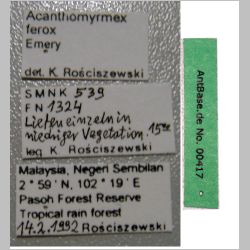 Acanthomyrmex
ferox
Emery
det. K. Rościszewski
SMNK 539
FN 1324
Liefen einzeln in
niedriger Vegetation 15
leg. K. Rościszewski
Malaysia, Negeri Sembilan
2 ° 59 ' N, 102 ° 19 ' E
Pasoh Forest Reserve
Tropical rain forest
14.2.1992 Rościszewski
AntBase.de No. 00417